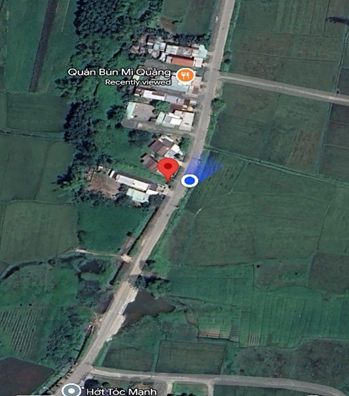 Quán Bún Mì Quảng
Recently viewed
Hớt Tóc Mạnh